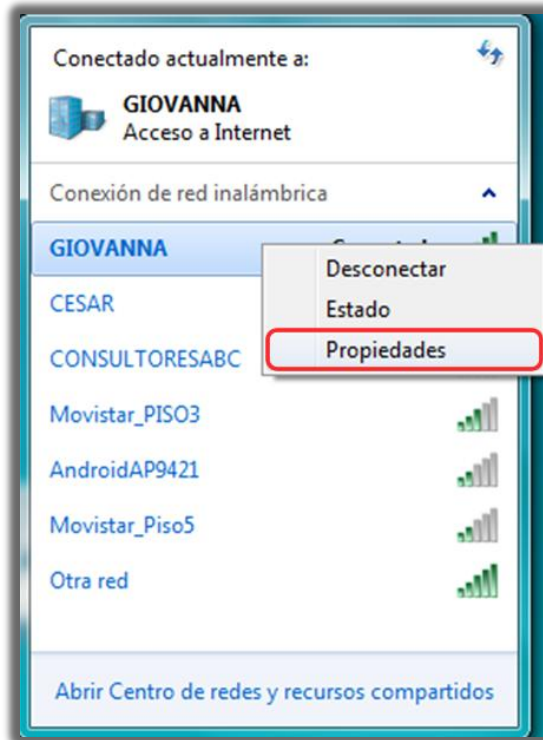 Conectado actualmente a:
GIOVANNA
Acceso a Internet
Conexión de red inalámbrica
GIOVANNA
Desconectar
CESAR
Estado
CONSULTORESABC
Propiedades
Movistar_PISO3
AndroidAP9421
Movistar_Piso5
Otra red
Abrir Centro de redes y recursos compartidos